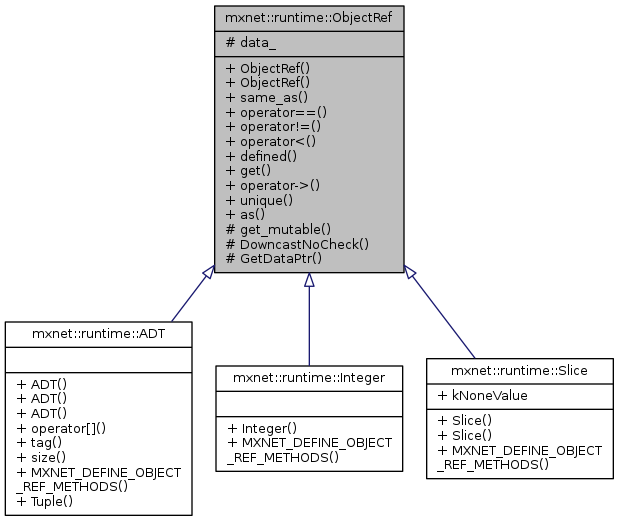 mxnet::runtime::ObjectRef
# data_
+ ObjectRef()
+ ObjectRef()
+ same_as()
+ operator==()
+ operator!=()
+ operator<()
+ defined()
+ get()
+ operator->()
+ unique()
+ as()
# get_mutable()
# DowncastNoCheck()
# GetDataPtr()
mxnet::runtime::ADT
+ ADT()
+ ADT()
+ ADT()
+ operator[]()
+ tag()
+ size()
+ MXNET_DEFINE_OBJECT
_REF_METHODS()
+ Tuple()
mxnet::runtime::Integer
+ Integer()
+ MXNET_DEFINE_OBJECT
_REF_METHODS()
mxnet::runtime::Slice
+ kNoneValue
+ Slice()
+ Slice()
+ MXNET_DEFINE_OBJECT
_REF_METHODS()